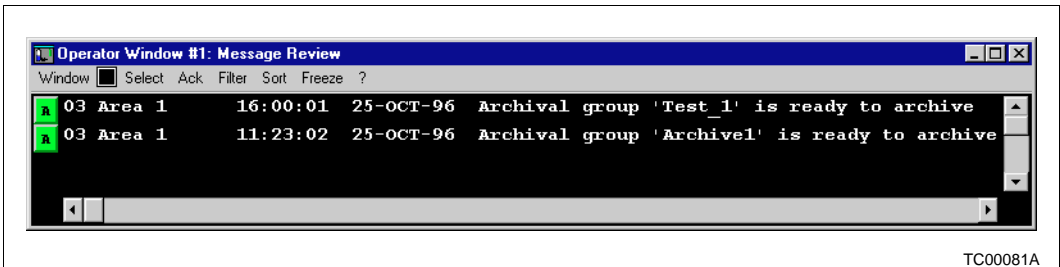 Operator Window #1: Message Review
Window Select Ack Filter Sort Freeze ?
A 03 Area 1 16:00:01 25-OCT-96 Archival group 'Test_1' is ready to archive
A 03 Area 1 11:23:02 25-OCT-96 Archival group 'Archive1' is ready to archive
TC00081A